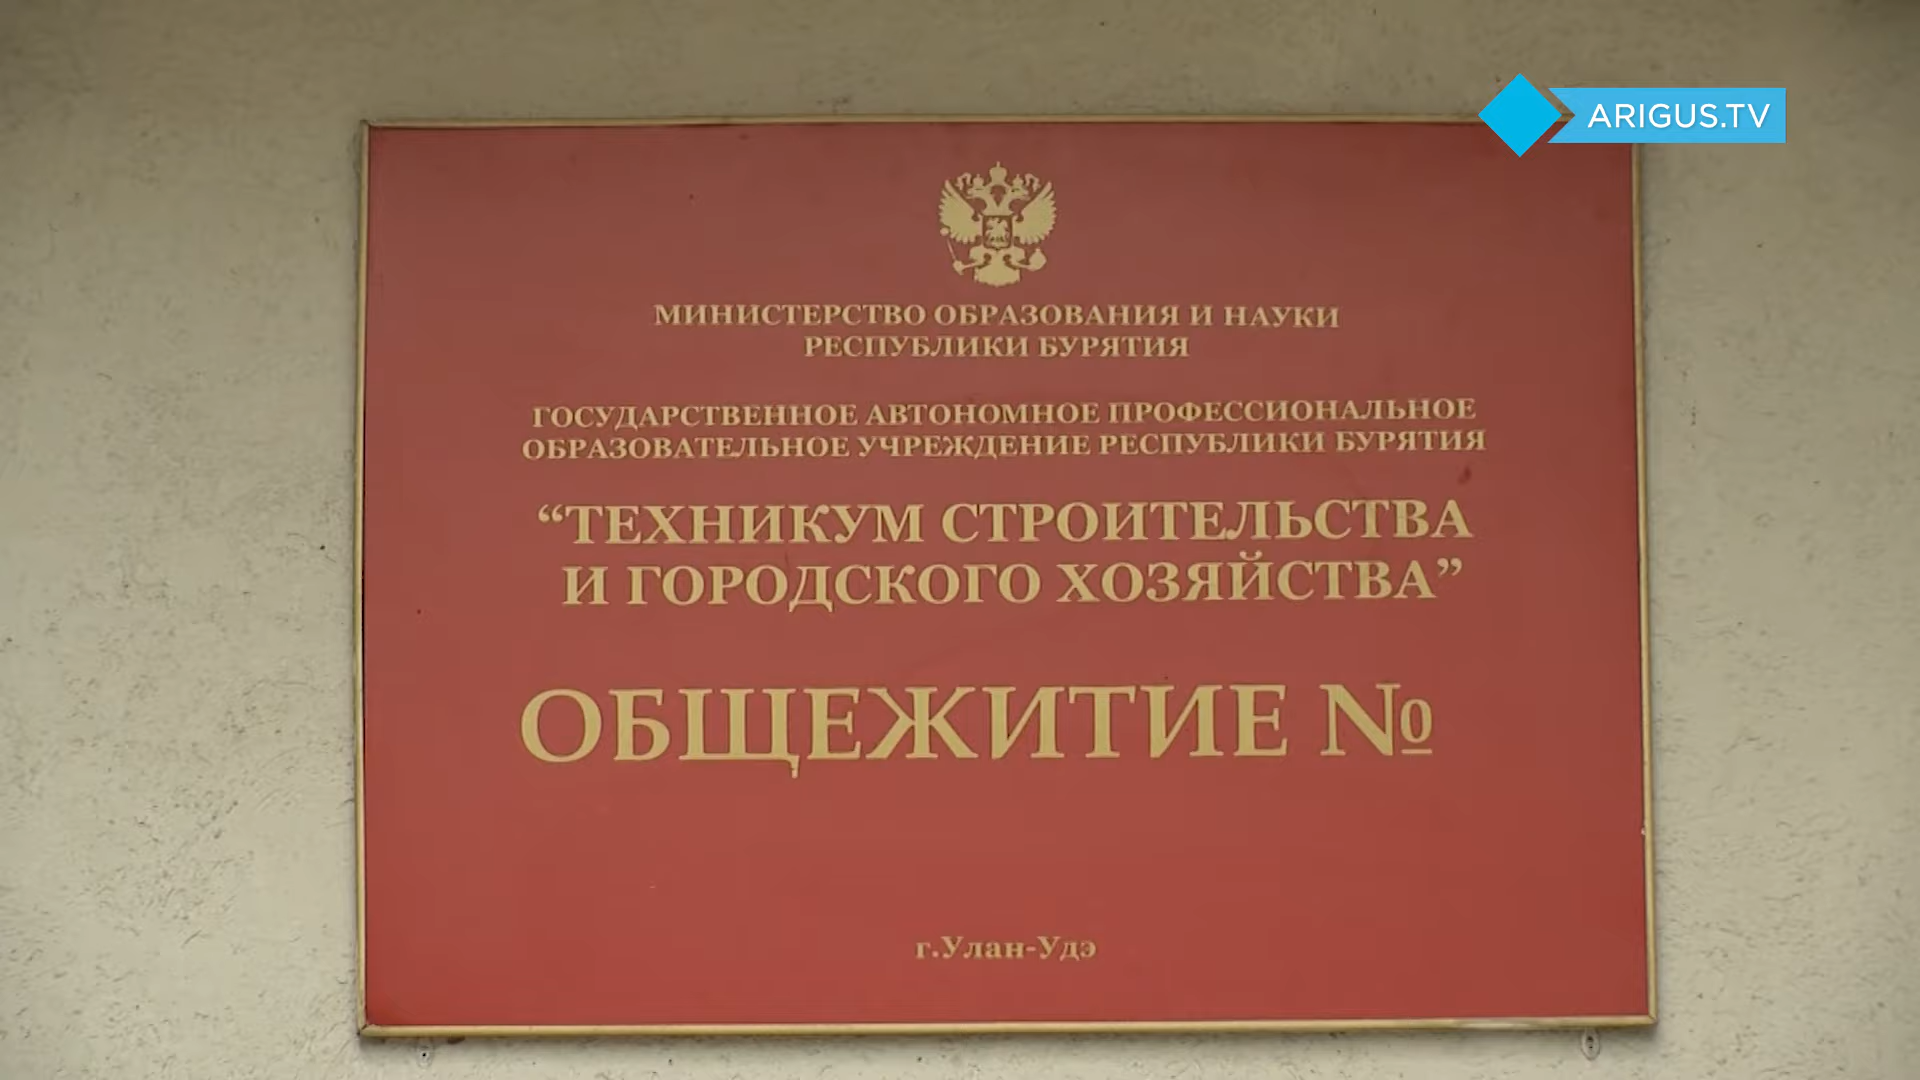 ARIGUS.TV
МИНИСТЕРСТВО ОБРАЗОВАНИЯ И НАУКИ
РЕСПУБЛИКИ БУРЯТИЯ
ГОСУДАРСТВЕННОЕ АВТОНОМНОЕ ПРОФЕССИОНАЛЬНОЕ
ОБРАЗОВАТЕЛЬНОЕ УЧРЕЖДЕНИЕ РЕСПУБЛИКИ БУРЯТИЯ
“ТЕХНИКУМ СТРОИТЕЛЬСТВА
И ГОРОДСКОГО ХОЗЯЙСТВА”
ОБЩЕЖИТИЕ №
г.Улан-Удэ